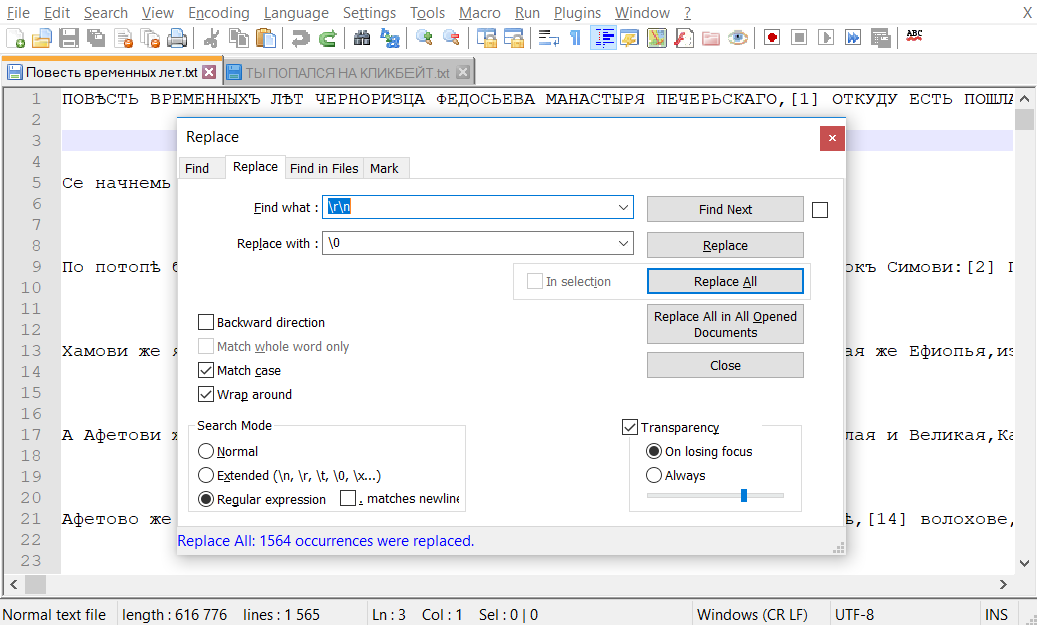 File Edit Search View Encoding Language Settings Tools Macro Run Plugins Window ? X
ABC
Повесть временных лет.txt ТЫ ПОПАЛСЯ НА КЛИКБЕЙТ.txt
1 ПОВѢСТЬ ВРЕМЕННЫХЪ ЛѢТ ЧЕРНОРИЗЦА ФЕДОСЬЕВА МАНАСТЫРЯ ПЕЧЕРЬСКАГО,[1] ОТКУДУ ЕСТЬ ПОШЛА
2
3
4
5 Се начнемь
6
7
8
9 По потопѣ
окъ Симови:[2]
10
11
12
13 Хамови же
ая же Ефиопья,из
14
15
16
17 А Афетови
лая и Великая,Ка
18
19
20
21 Афетово же
,[14] волохове,
22
23
Replace
Find Replace Find in Files Mark
Find what : \r\n Find Next
Replace with : \0 Replace
In selection Replace All
Replace All in All Opened
Documents
Close
Backward direction
Match whole word only
Match case
Wrap around
Search Mode
Normal
Extended (\n, \r, \t, \0, \x...)
Regular expression . matches newline
Transparency
On losing focus
Always
Replace All: 1564 occurrences were replaced.
Normal text file length : 616 776 lines : 1 565 Ln : 3 Col : 1 Sel : 0 | 0 Windows (CR LF) UTF-8 INS